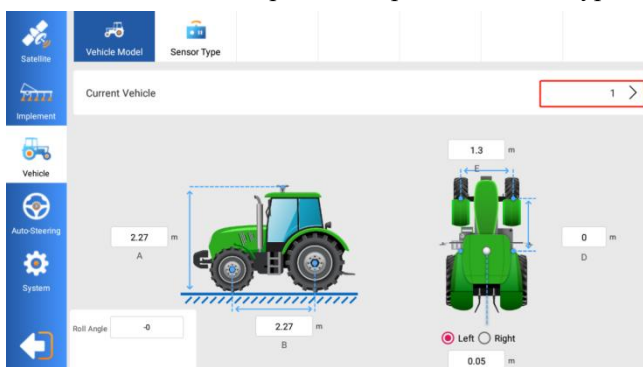 Satellite
Implement
Vehicle
Auto-Steering
System
Vehicle Model
Sensor Type
Current Vehicle
1
2.27 m
A
Roll Angle -0
2.27 m
B
1.3 m
E
0 m
D
Left Right
0.05 m